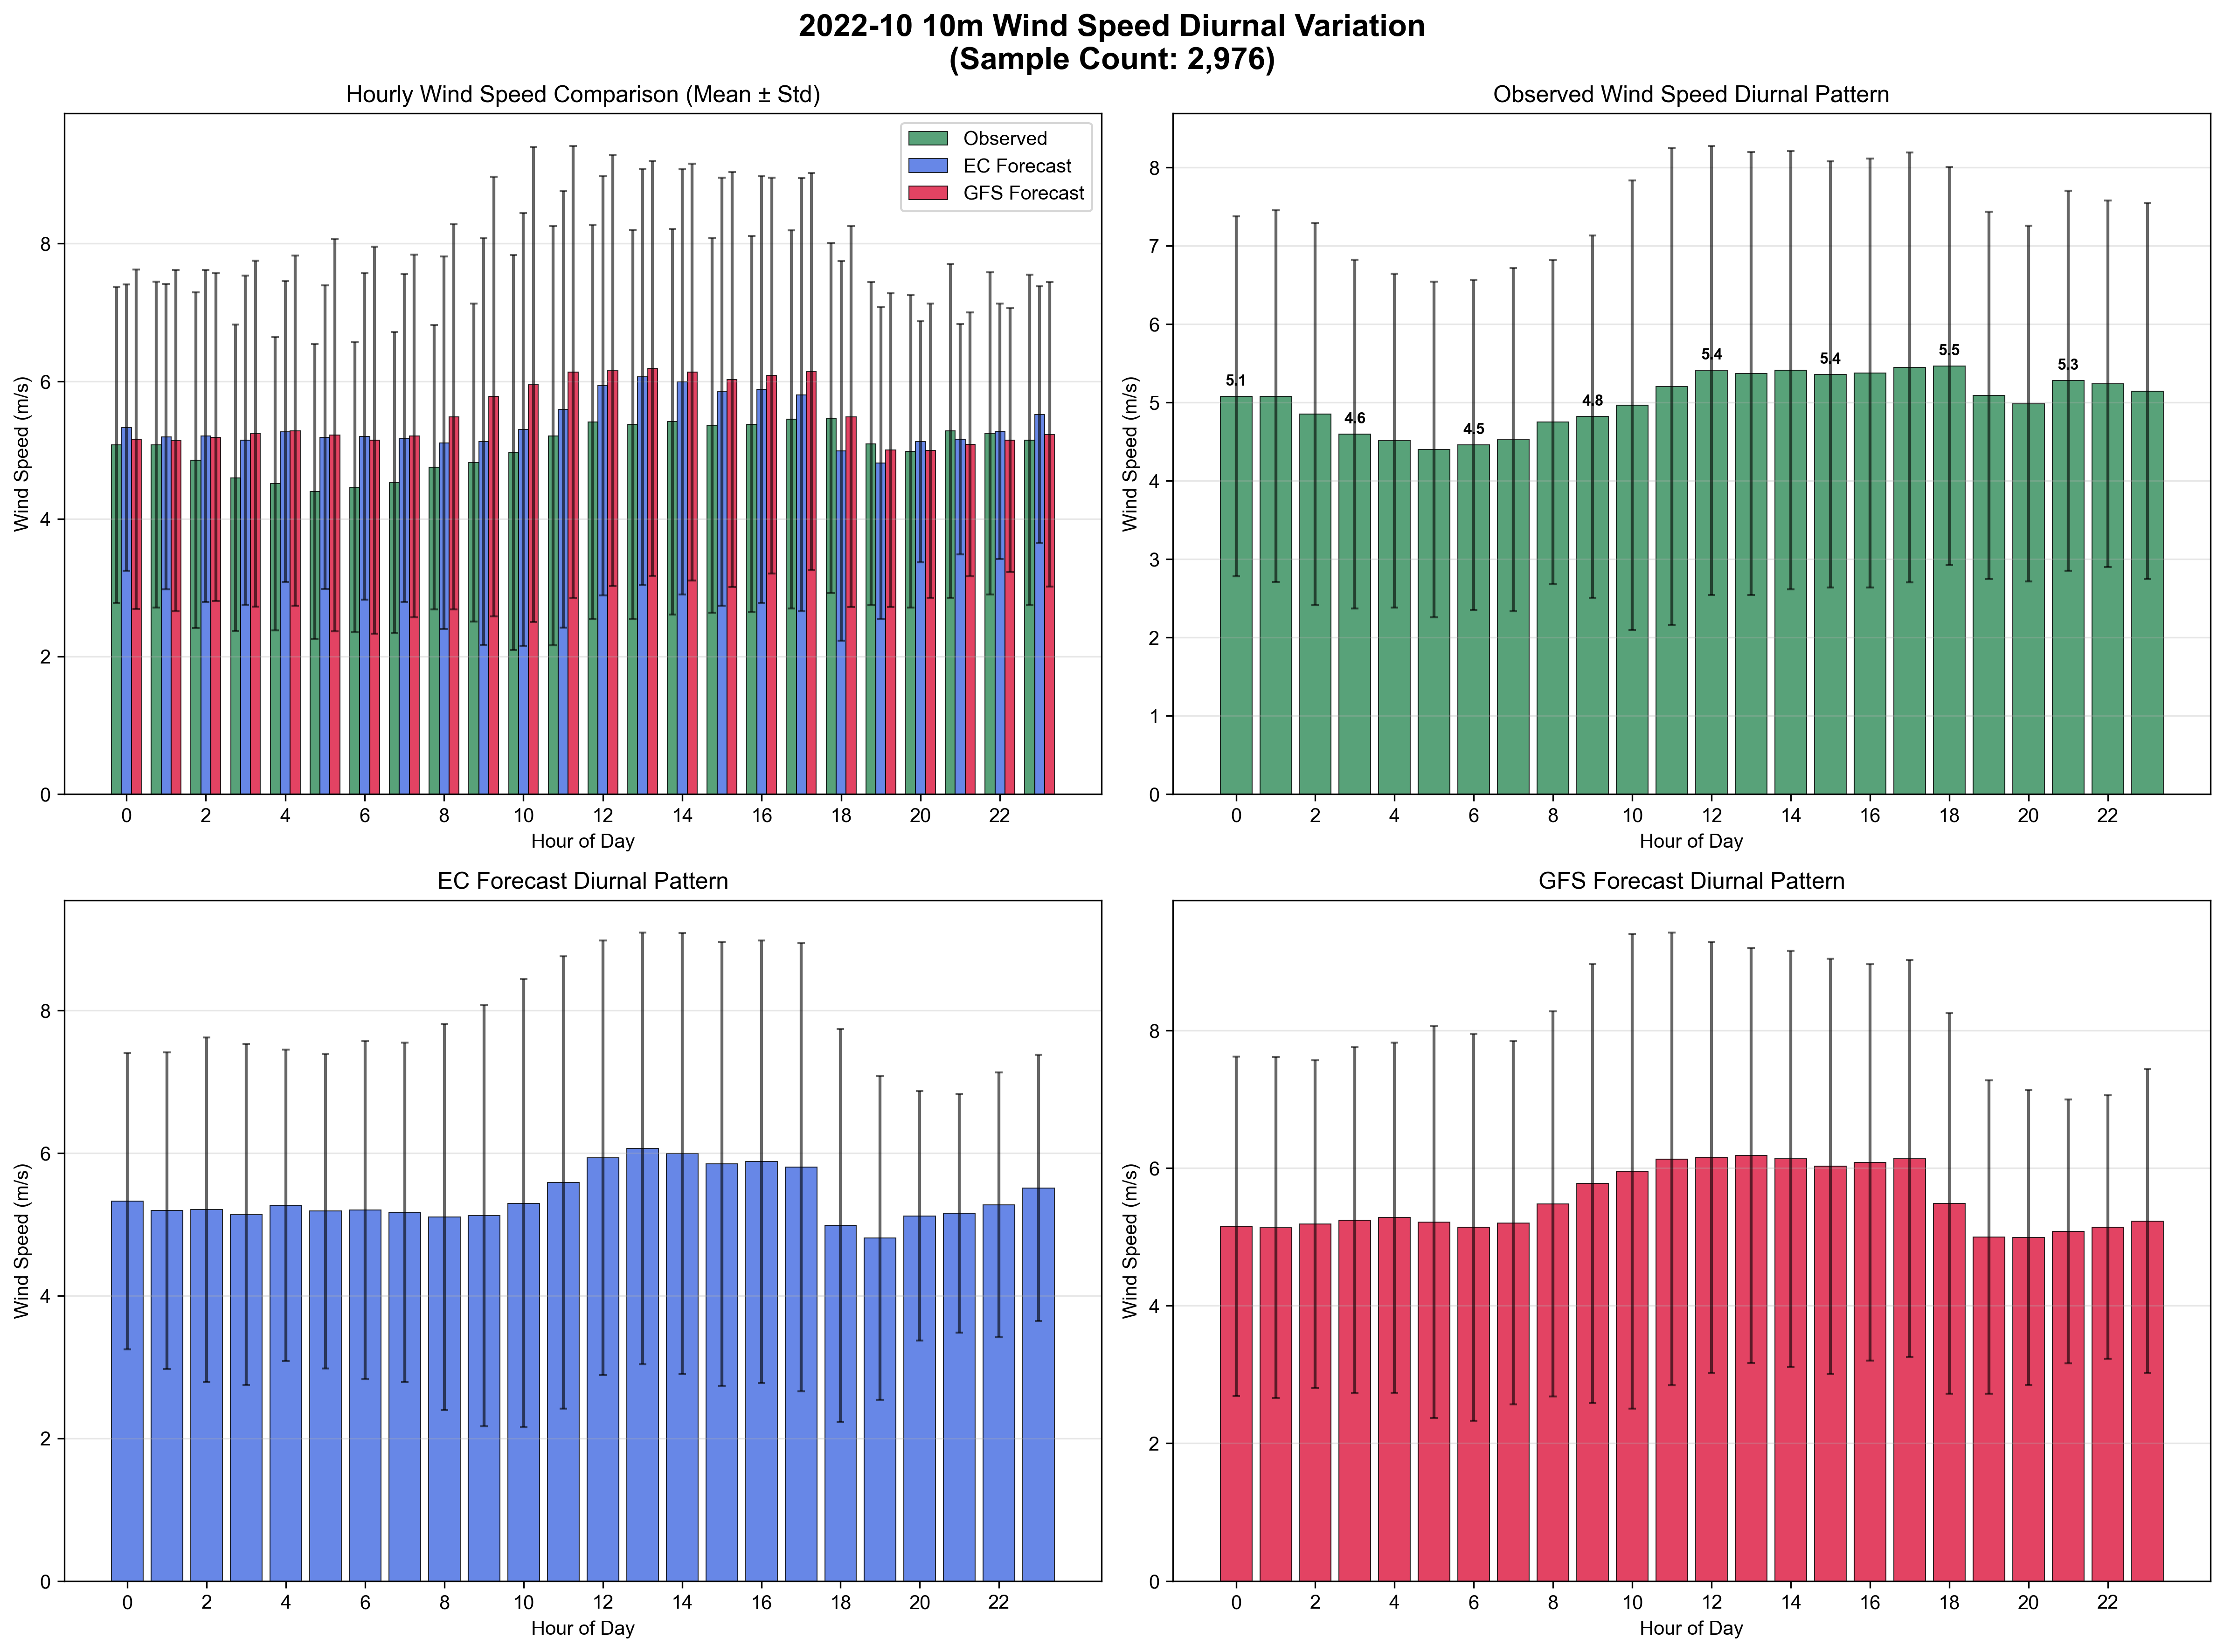 2022-10 10m Wind Speed Diurnal Variation
(Sample Count: 2,976)
Hourly Wind Speed Comparison (Mean ± Std)
Observed
EC Forecast
GFS Forecast
8
6
4
2
0
Wind Speed (m/s)
0 2 4 6 8 10 12 14 16 18 20 22
Hour of Day
Observed Wind Speed Diurnal Pattern
8
7
6
5
4
3
2
1
0
Wind Speed (m/s)
5.1 4.6 4.5 4.8 5.4 5.4 5.5 5.3
0 2 4 6 8 10 12 14 16 18 20 22
Hour of Day
EC Forecast Diurnal Pattern
8
6
4
2
0
Wind Speed (m/s)
0 2 4 6 8 10 12 14 16 18 20 22
Hour of Day
GFS Forecast Diurnal Pattern
8
6
4
2
0
Wind Speed (m/s)
0 2 4 6 8 10 12 14 16 18 20 22
Hour of Day